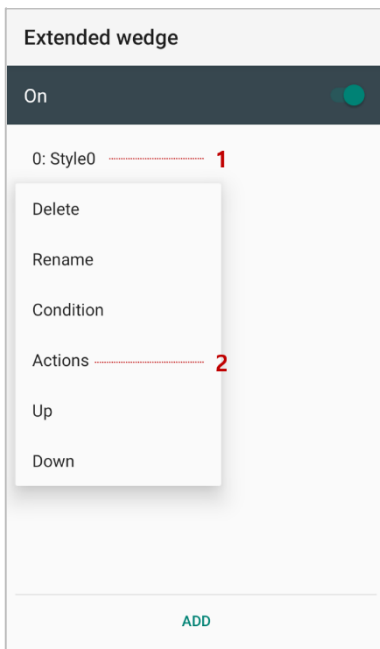 Extended wedge
On
0: Style0 1
Delete
Rename
Condition
Actions 2
Up
Down
ADD